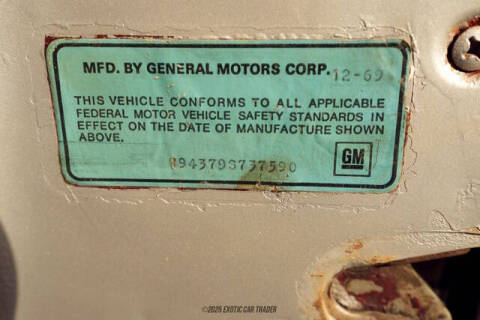 MFD. BY GENERAL MOTORS CORP. 12-69
THIS VEHICLE CONFORMS TO ALL APPLICABLE
FEDERAL MOTOR VEHICLE SAFETY STANDARDS IN
EFFECT ON THE DATE OF MANUFACTURE SHOWN
ABOVE.
GM
©2025 EXOTIC CAR TRADER